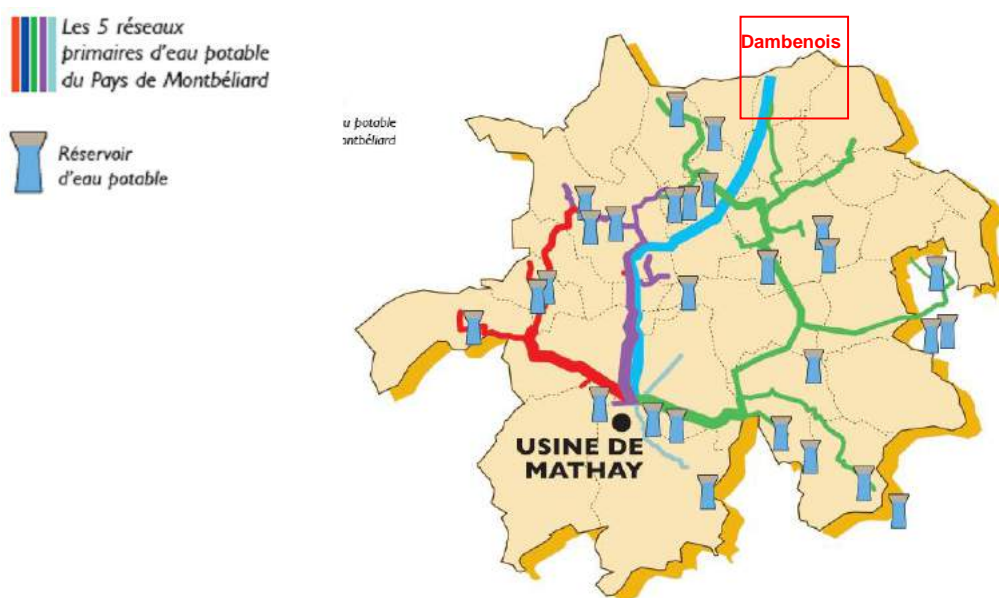 Les 5 réseaux
primaires d'eau potable
du Pays de Montbéliard
Réservoir
d'eau potable
Dambenois
u potable
ontbéliard
USINE DE
MATHAY